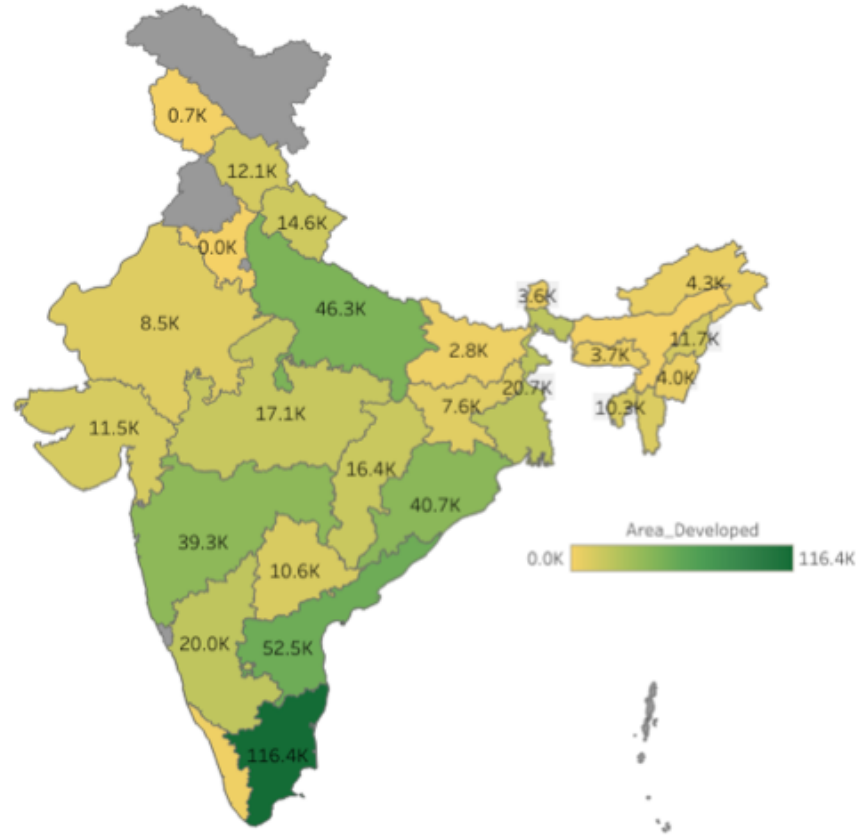 0.7K
12.1K
14.6K
0.0K
46.3K
3.6K
4.3K
8.5K
2.8K
11.7K
3.7K
4.0K
20.7K
7.6K
10.3K
17.1K
11.5K
16.4K
40.7K
39.3K
Area_Developed
0.0K
116.4K
10.6K
20.0K
52.5K
116.4K